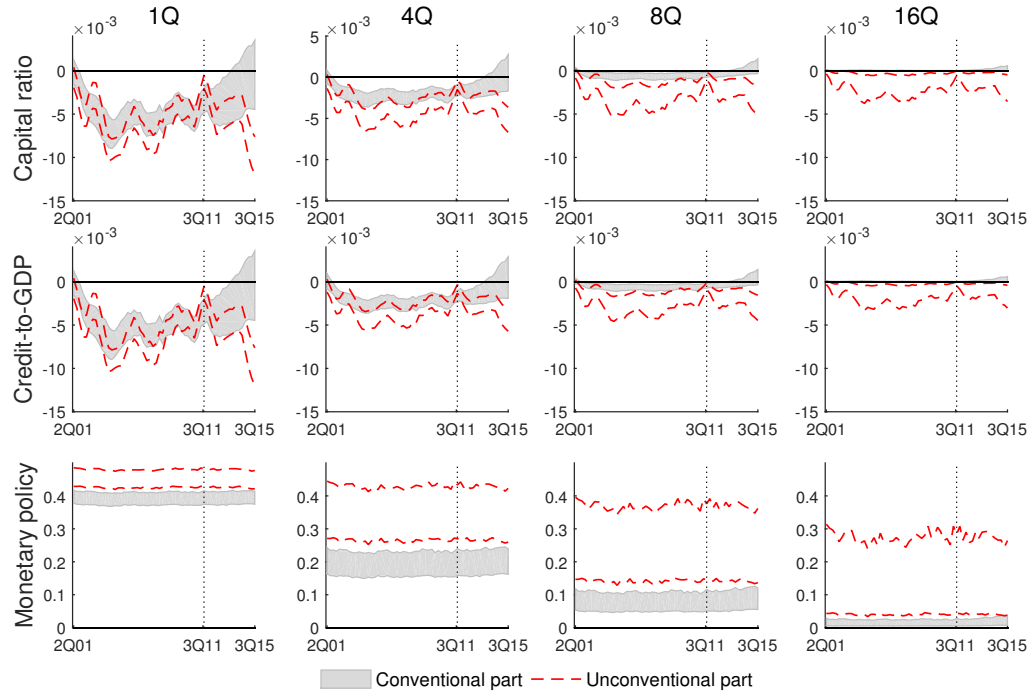 1Q 4Q 8Q 16Q
×10⁻³ ×10⁻³ ×10⁻³ ×10⁻³
Capital ratio
0 -5 -10 -15
5 0 -5 -10 -15
0 -5 -10 -15
0 -5 -10 -15
2Q01 3Q11 3Q15 2Q01 3Q11 3Q15 2Q01 3Q11 3Q15 2Q01 3Q11 3Q15
×10⁻³ ×10⁻³ ×10⁻³ ×10⁻³
Credit-to-GDP
0 -5 -10 -15
0 -5 -10 -15
0 -5 -10 -15
0 -5 -10 -15
2Q01 3Q11 3Q15 2Q01 3Q11 3Q15 2Q01 3Q11 3Q15 2Q01 3Q11 3Q15
Monetary policy
0.4 0.3 0.2 0.1 0
0.4 0.3 0.2 0.1 0
0.4 0.3 0.2 0.1 0
0.4 0.3 0.2 0.1 0
2Q01 3Q11 3Q15 2Q01 3Q11 3Q15 2Q01 3Q11 3Q15 2Q01 3Q11 3Q15
Conventional part Unconventional part